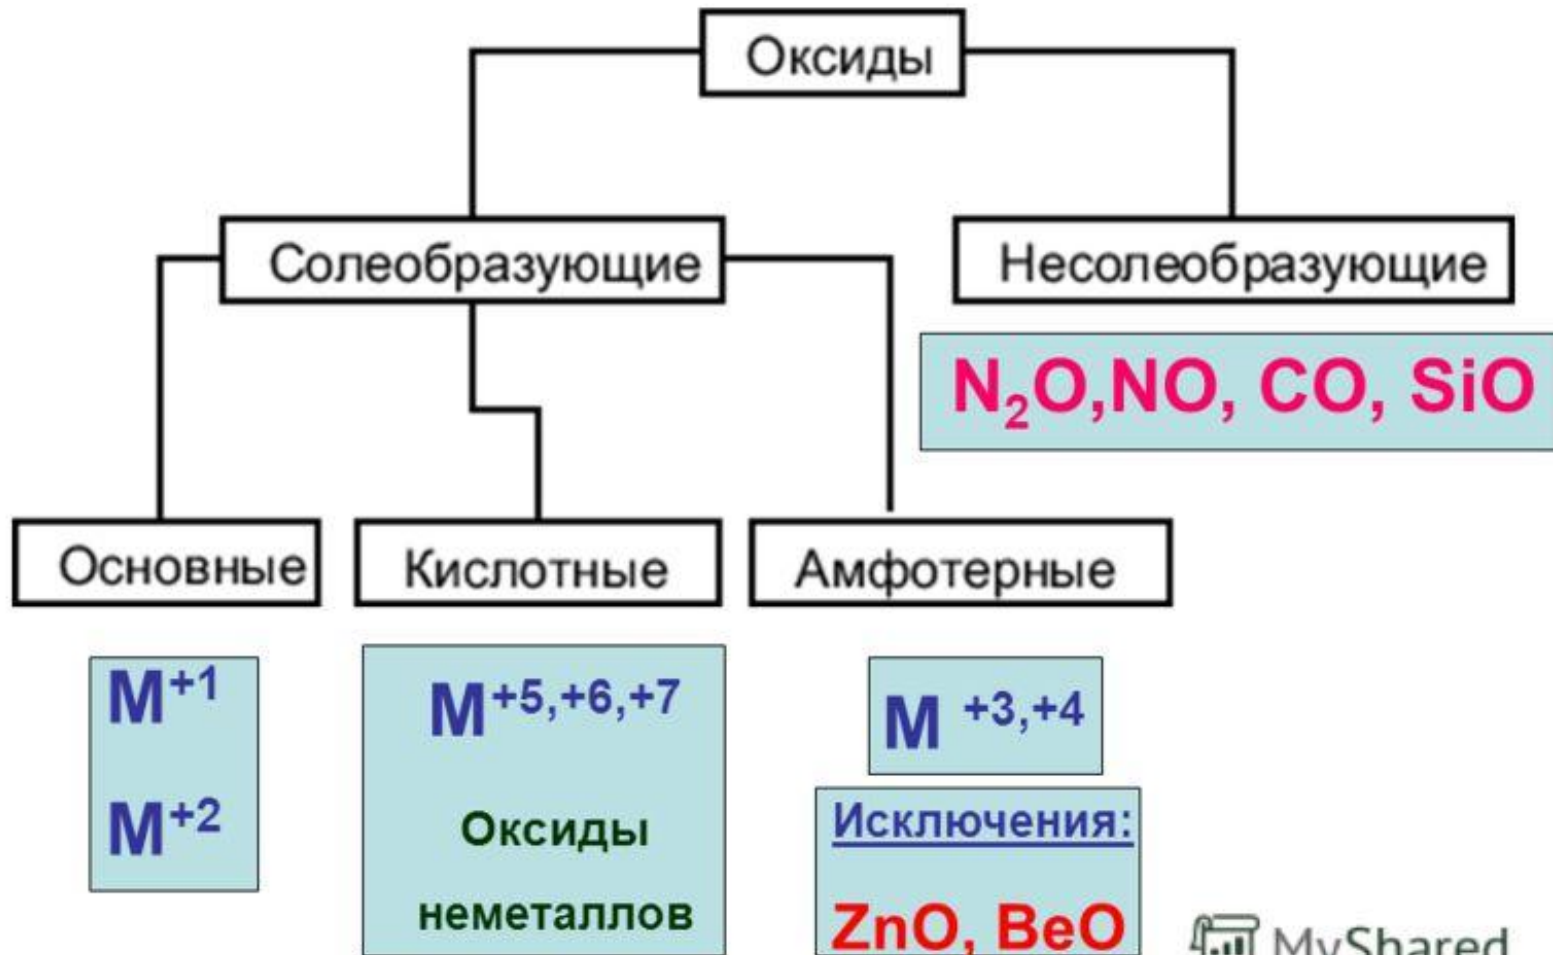 Оксиды
Солеобразующие
Несолеобразующие
N₂O,NO, CO, SiO
Основные
Кислотные
Амфотерные
M⁺¹
M⁺²
M⁺⁵,⁺⁶,⁺⁷
Оксиды
неметаллов
M ⁺³,⁺⁴
Исключения:
ZnO, BeO
MyShared